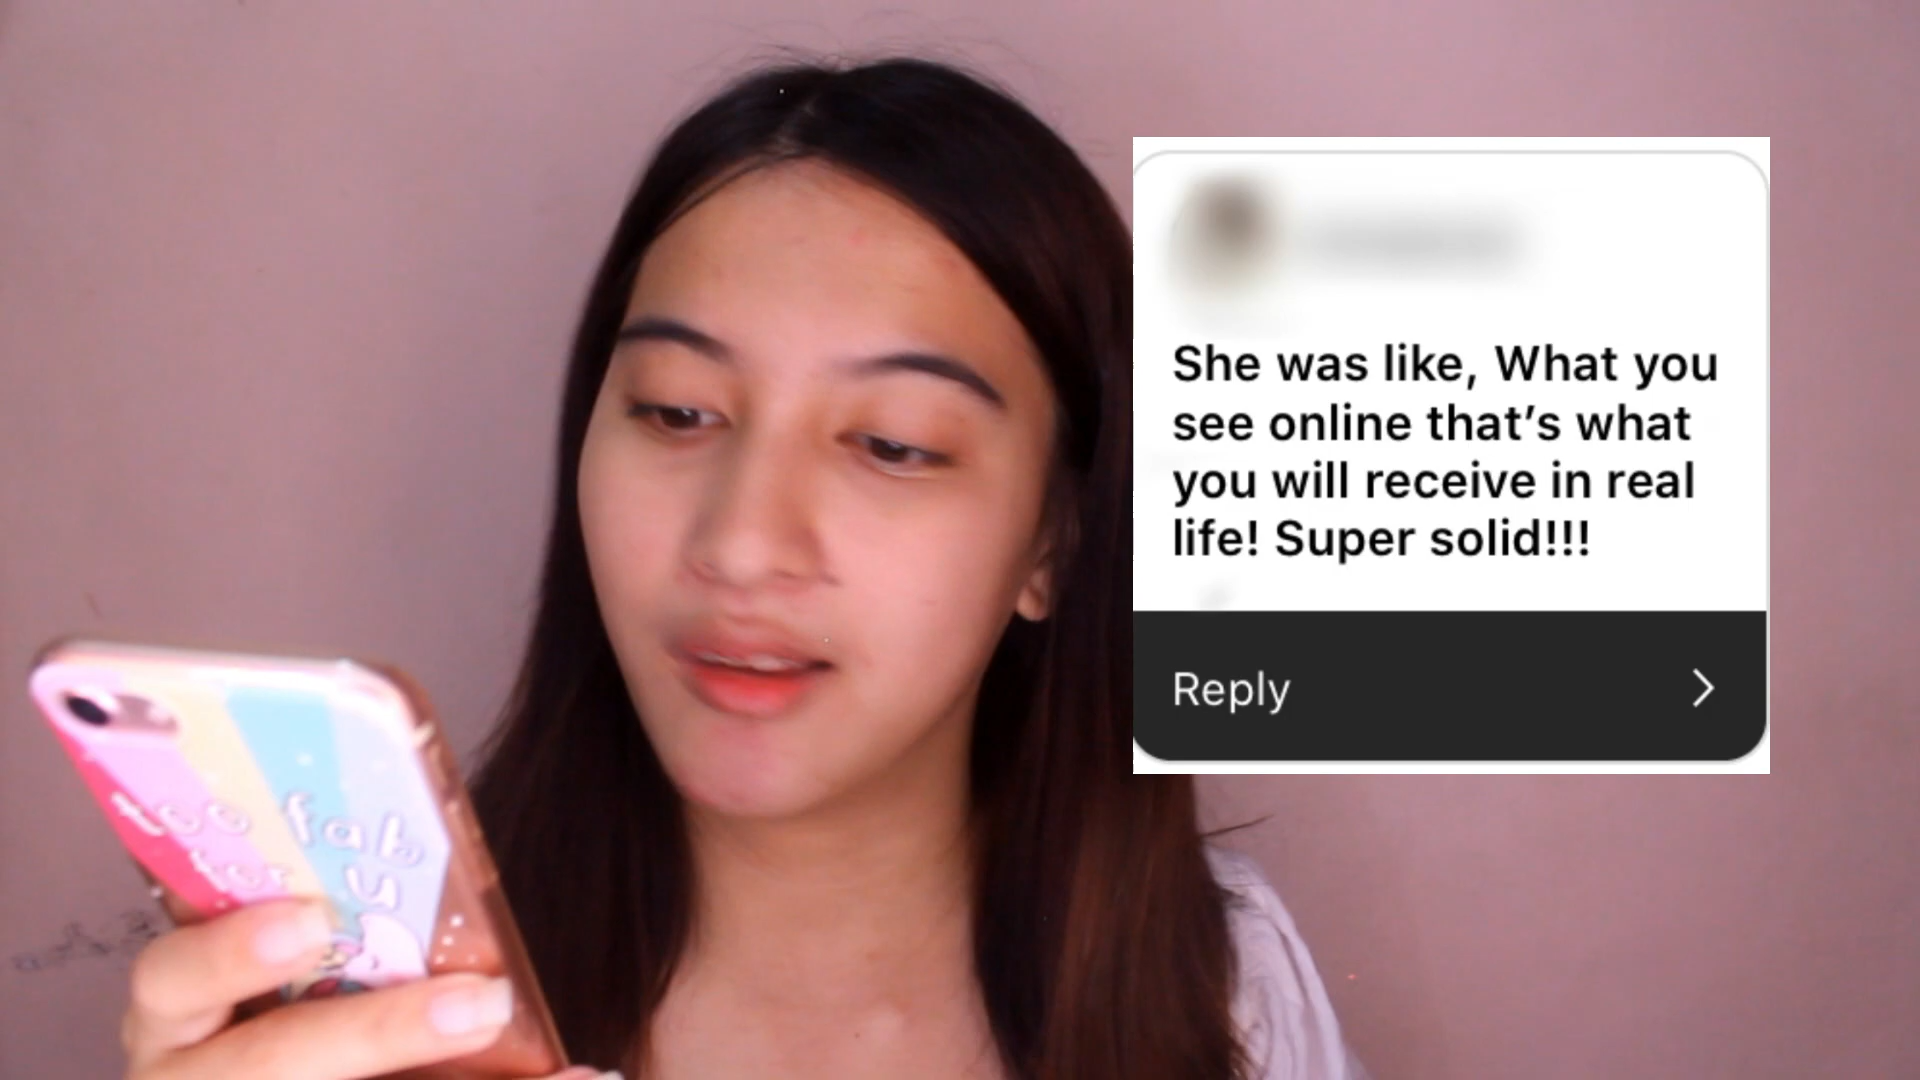 She was like, What you
see online that's what
you will receive in real
life! Super solid!!!
Reply
too fab
for u